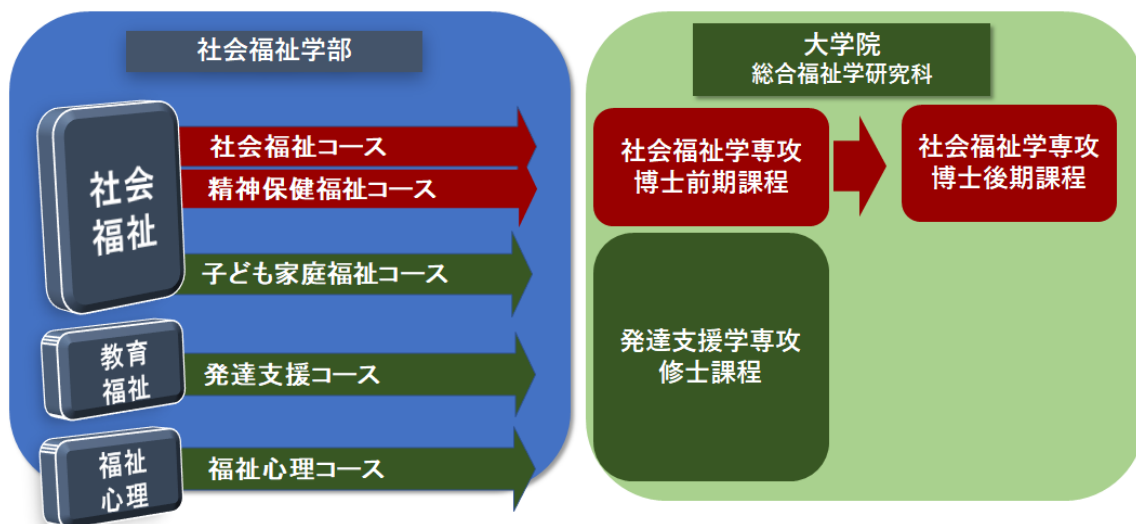 社会福祉学部
社会
福祉
社会福祉コース
精神保健福祉コース
子ども家庭福祉コース
教育
福祉
発達支援コース
福祉
心理
福祉心理コース
大学院
総合福祉学研究科
社会福祉学専攻
博士前期課程
社会福祉学専攻
博士後期課程
発達支援学専攻
修士課程